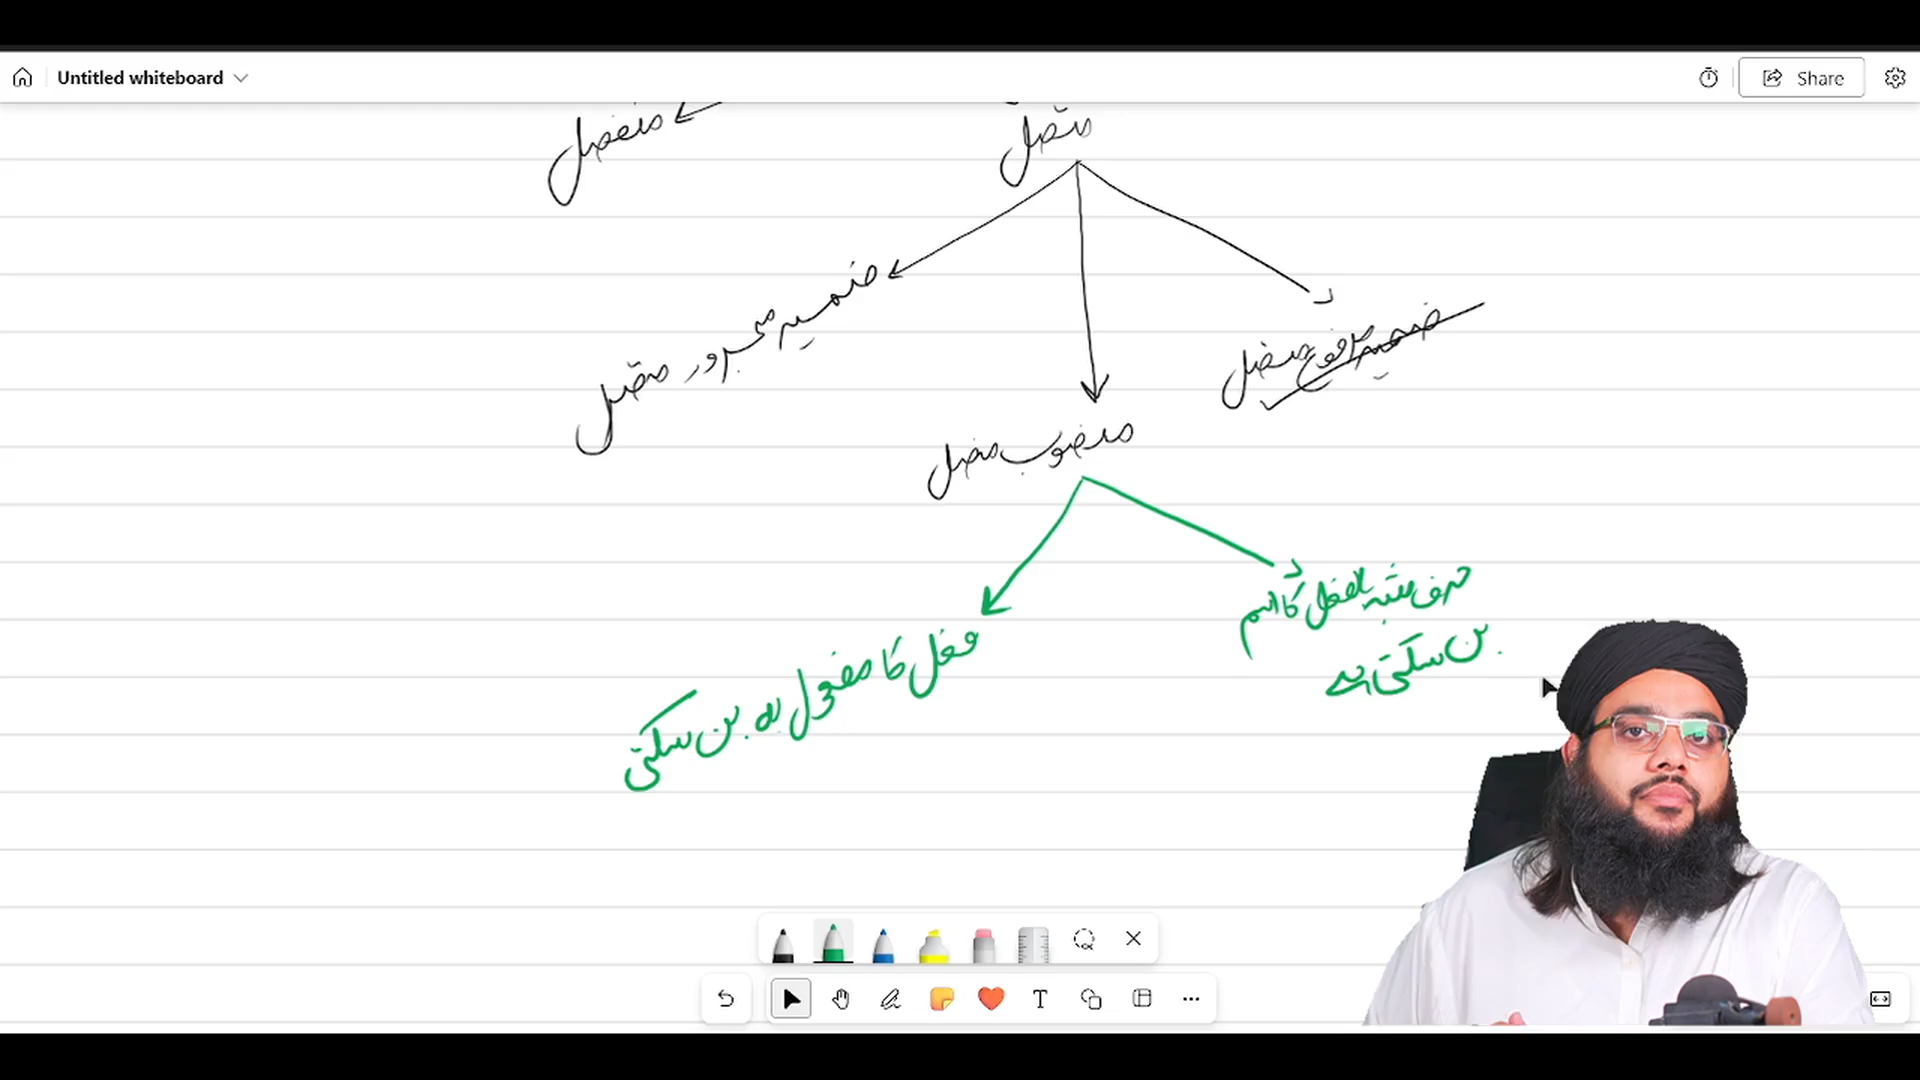 Untitled whiteboard
Share
متصل
منفصل
ضمیر مرفوع متصل
ضمیر مجرور متصل
منصوب متصل
حرف مشبہ بالفعل کا اسم
بن سکتی ہے
فعل کا مفعول بہ بن سکتی
T